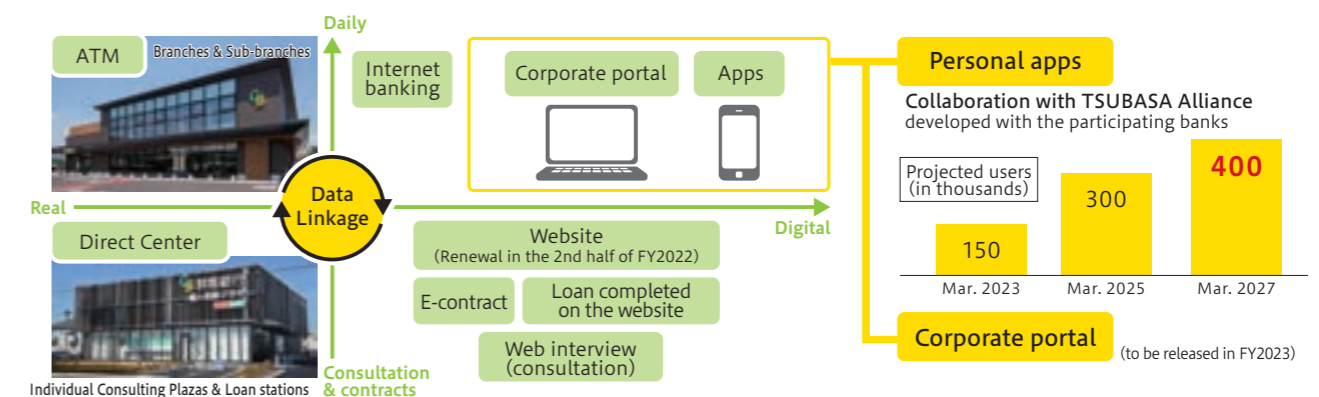 Daily
ATM
Branches & Sub-branches
Internet
banking
Corporate portal
Apps
Real
Data
Linkage
Digital
Direct Center
Individual Consulting Plazas & Loan stations
Website
(Renewal in the 2nd half of FY2022)
E-contract
Loan completed
on the website
Web interview
(consultation)
Consultation
& contracts
Personal apps
Collaboration with TSUBASA Alliance
developed with the participating banks
Projected users
(in thousands)
150
300
400
Mar. 2023
Mar. 2025
Mar. 2027
Corporate portal
(to be released in FY2023)